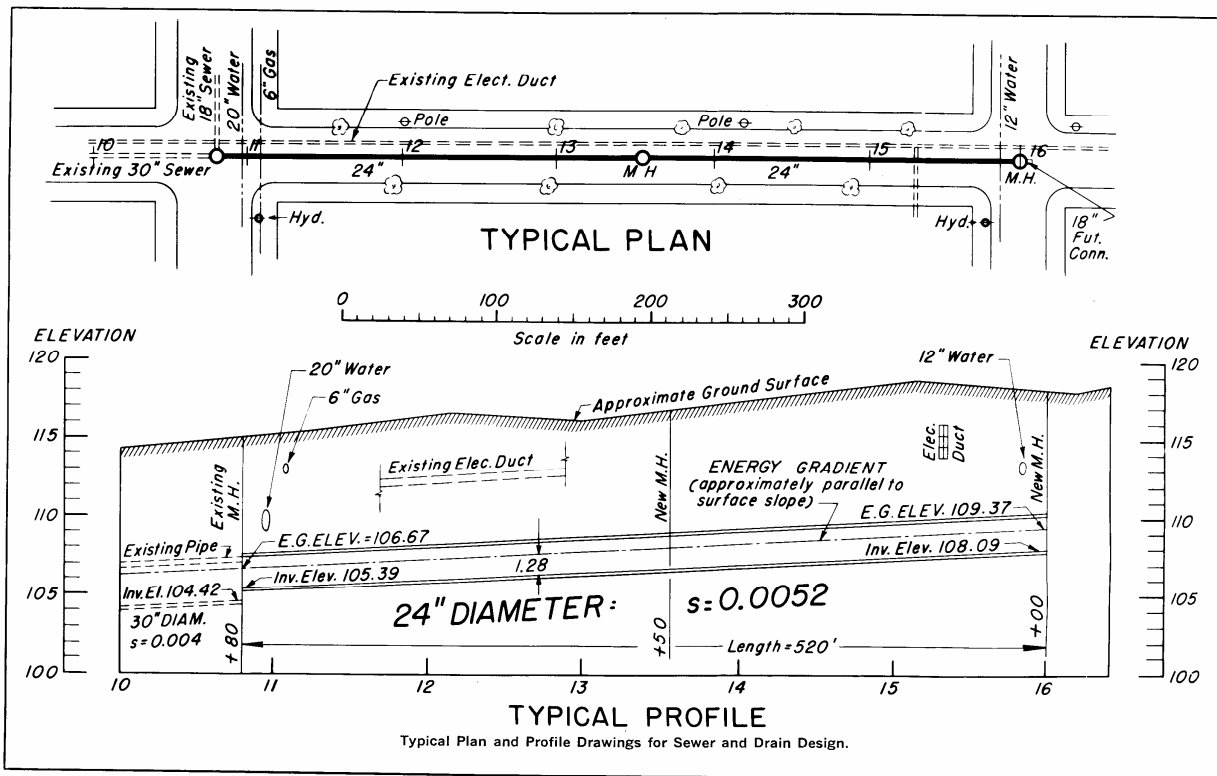 Existing
18" Sewer
20" Water
6" Gas
Existing Elect. Duct
12" Water
Pole
Pole
10
11
12
13
14
15
16
Existing 30" Sewer
24"
M H
24"
M.H.
Hyd.
Hyd.
18"
Fut.
Conn.
TYPICAL PLAN
0 100 200 300
Scale in feet
ELEVATION
ELEVATION
120
115
110
105
100
120
115
110
105
100
20" Water
6" Gas
Approximate Ground Surface
12" Water
Existing
M.H.
Existing Elec. Duct
New M.H.
Elec.
Duct
New M.H.
ENERGY GRADIENT
(approximately parallel to
surface slope)
E.G. ELEV. 109.37
Existing Pipe
E.G. ELEV. = 106.67
Inv. Elev. 108.09
Inv. El. 104.42
Inv. Elev. 105.39
1.28
30" DIAM.
s=0.004
24" DIAMETER: s=0.0052
+80
+50
+00
Length=520'
10 11 12 13 14 15 16
TYPICAL PROFILE
Typical Plan and Profile Drawings for Sewer and Drain Design.